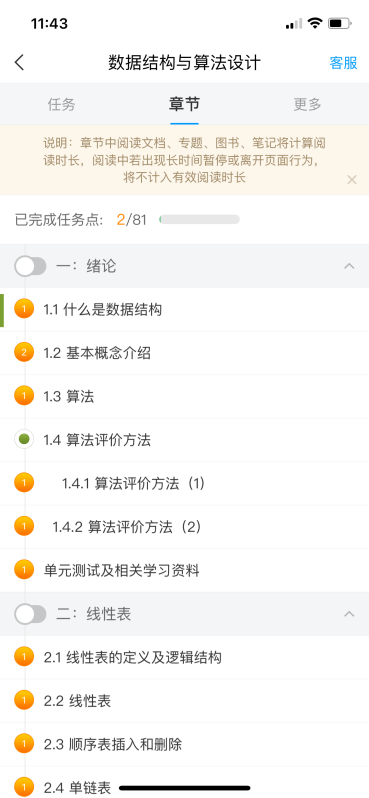 11:43
数据结构与算法设计
客服
任务
章节
更多
说明：章节中阅读文档、专题、图书、笔记将计算阅
读时长，阅读中若出现长时间暂停或离开页面行为，
将不计入有效阅读时长
已完成任务点: 2/81
一：绪论
1 1.1 什么是数据结构
2 1.2 基本概念介绍
1 1.3 算法
1.4 算法评价方法
1 1.4.1 算法评价方法（1）
1 1.4.2 算法评价方法（2）
1 单元测试及相关学习资料
二：线性表
1 2.1 线性表的定义及逻辑结构
1 2.2 线性表
1 2.3 顺序表插入和删除
1 2.4 单链表